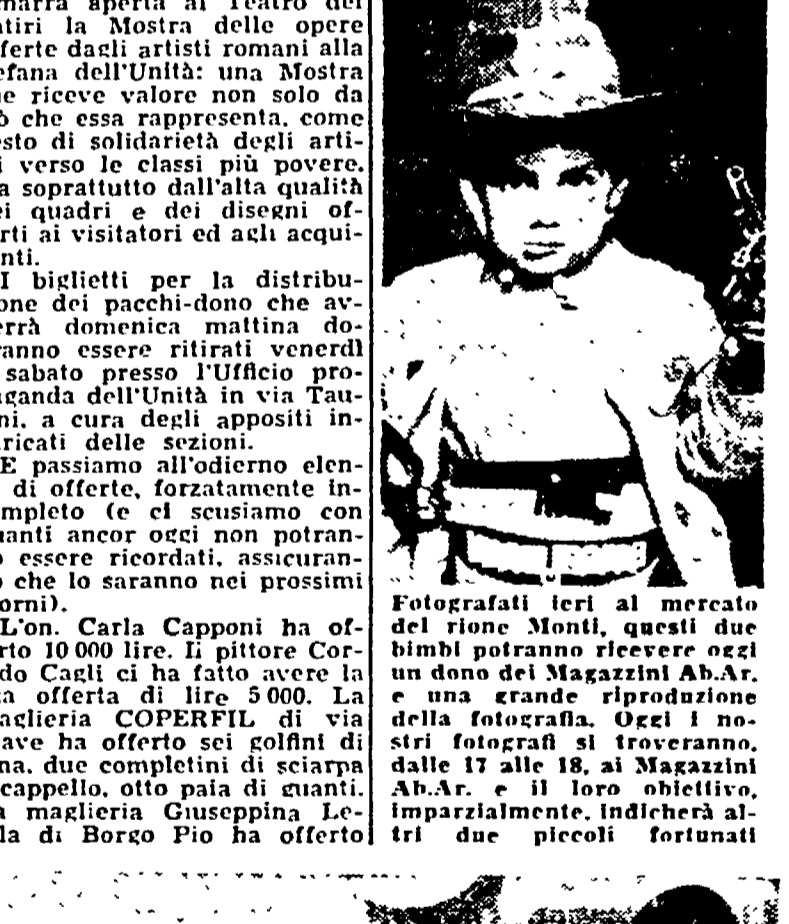 marra aperta al Teatro dei
tiri la Mostra delle opere
ferte dagli artisti romani alla
efana dell'Unità: una Mostra
e riceve valore non solo da
ò che essa rappresenta, come
sto di solidarietà degli arti-
i verso le classi più povere.
a soprattutto dall'alta qualità
ei quadri e dei disegni of-
rti ai visitatori ed agli acqui-
nti.
I biglietti per la distribu-
one dei pacchi-dono che av-
errà domenica mattina do-
ranno essere ritirati venerdì
sabato presso l'Ufficio pro-
aganda dell'Unità in via Tau-
ni, a cura degli appositi in-
ricati delle sezioni.
E passiamo all'odierno elen-
di offerte, forzatamente in-
mpleto (e ci scusiamo con
uanti ancor oggi non potran-
o essere ricordati, assicuran-
o che lo saranno nei prossimi
orni).
L'on. Carla Capponi ha of-
rto 10 000 lire. Il pittore Cor-
do Cagli ci ha fatto avere la
a offerta di lire 5 000. La
aglieria COPERFIL di via
ave ha offerto sei golfini di
na, due completini di sciarpa
cappello, otto paia di guanti.
a maglieria Giuseppina Le-
la di Borgo Pio ha offerto
Fotografati ieri al mercato
del rione Monti, questi due
bimbi potranno ricevere oggi
un dono dei Magazzini Ab.Ar.
e una grande riproduzione
della fotografia. Oggi i no-
stri fotografi si troveranno,
dalle 17 alle 18, ai Magazzini
Ab.Ar. e il loro obiettivo,
imparzialmente, indicherà al-
tri due piccoli fortunati